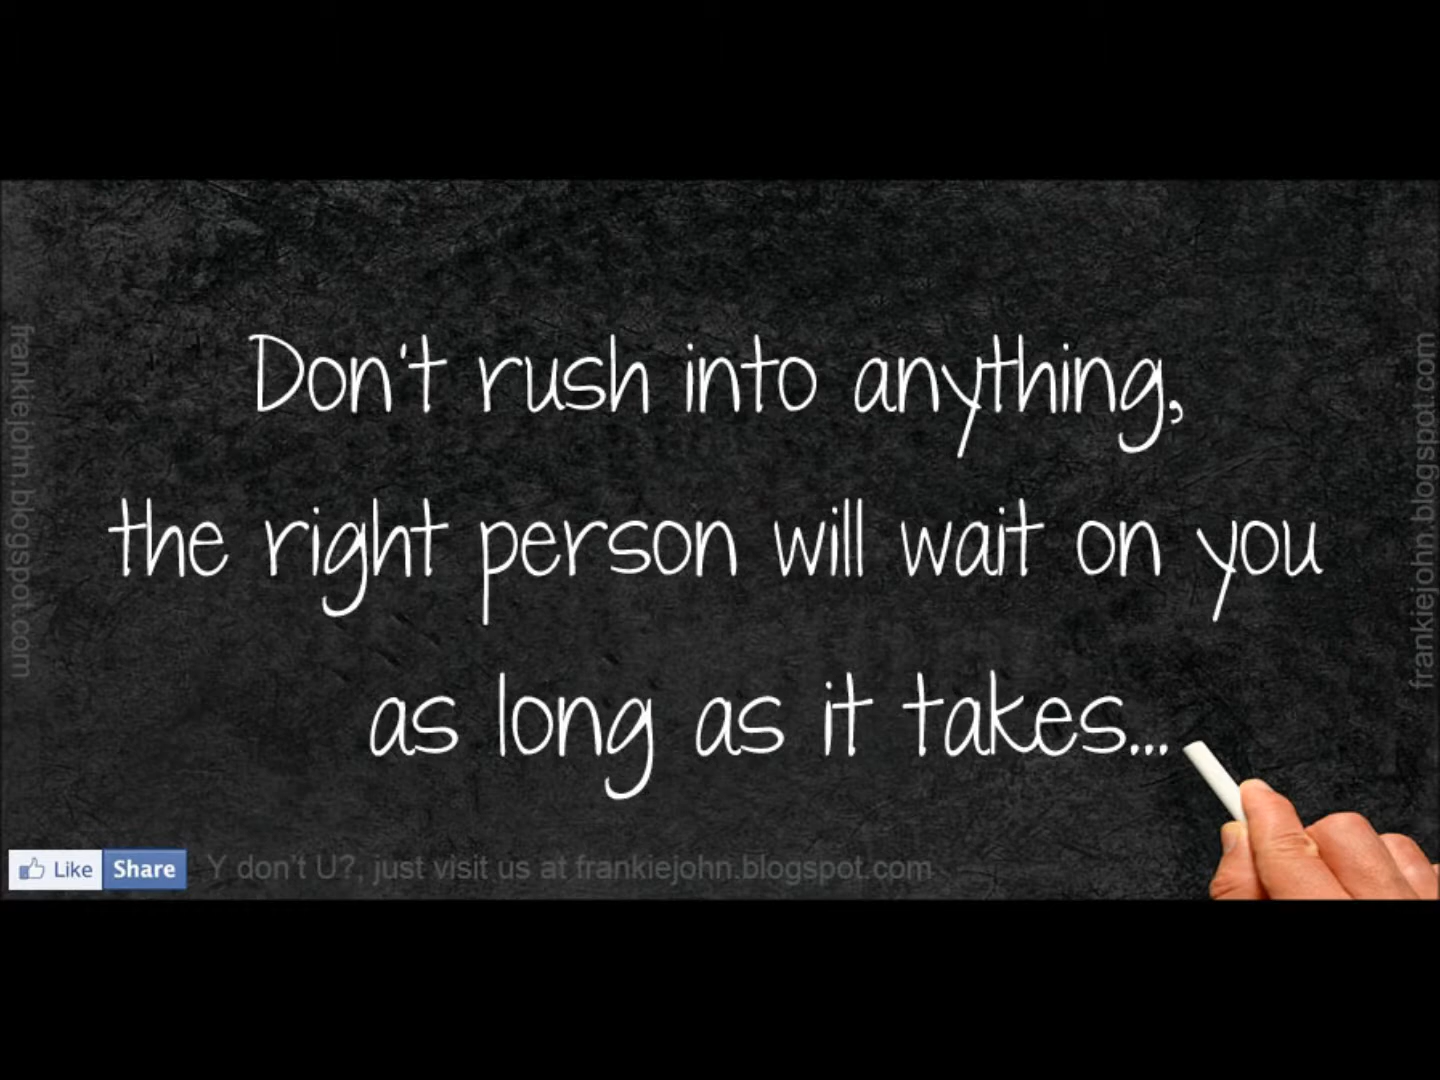 Don't rush into anything,
the right person will wait on you
as long as it takes...
Like Share Y don't U?, just visit us at frankiejohn.blogspot.com
frankiejohn.blogspot.com
frankiejohn.blogspot.com